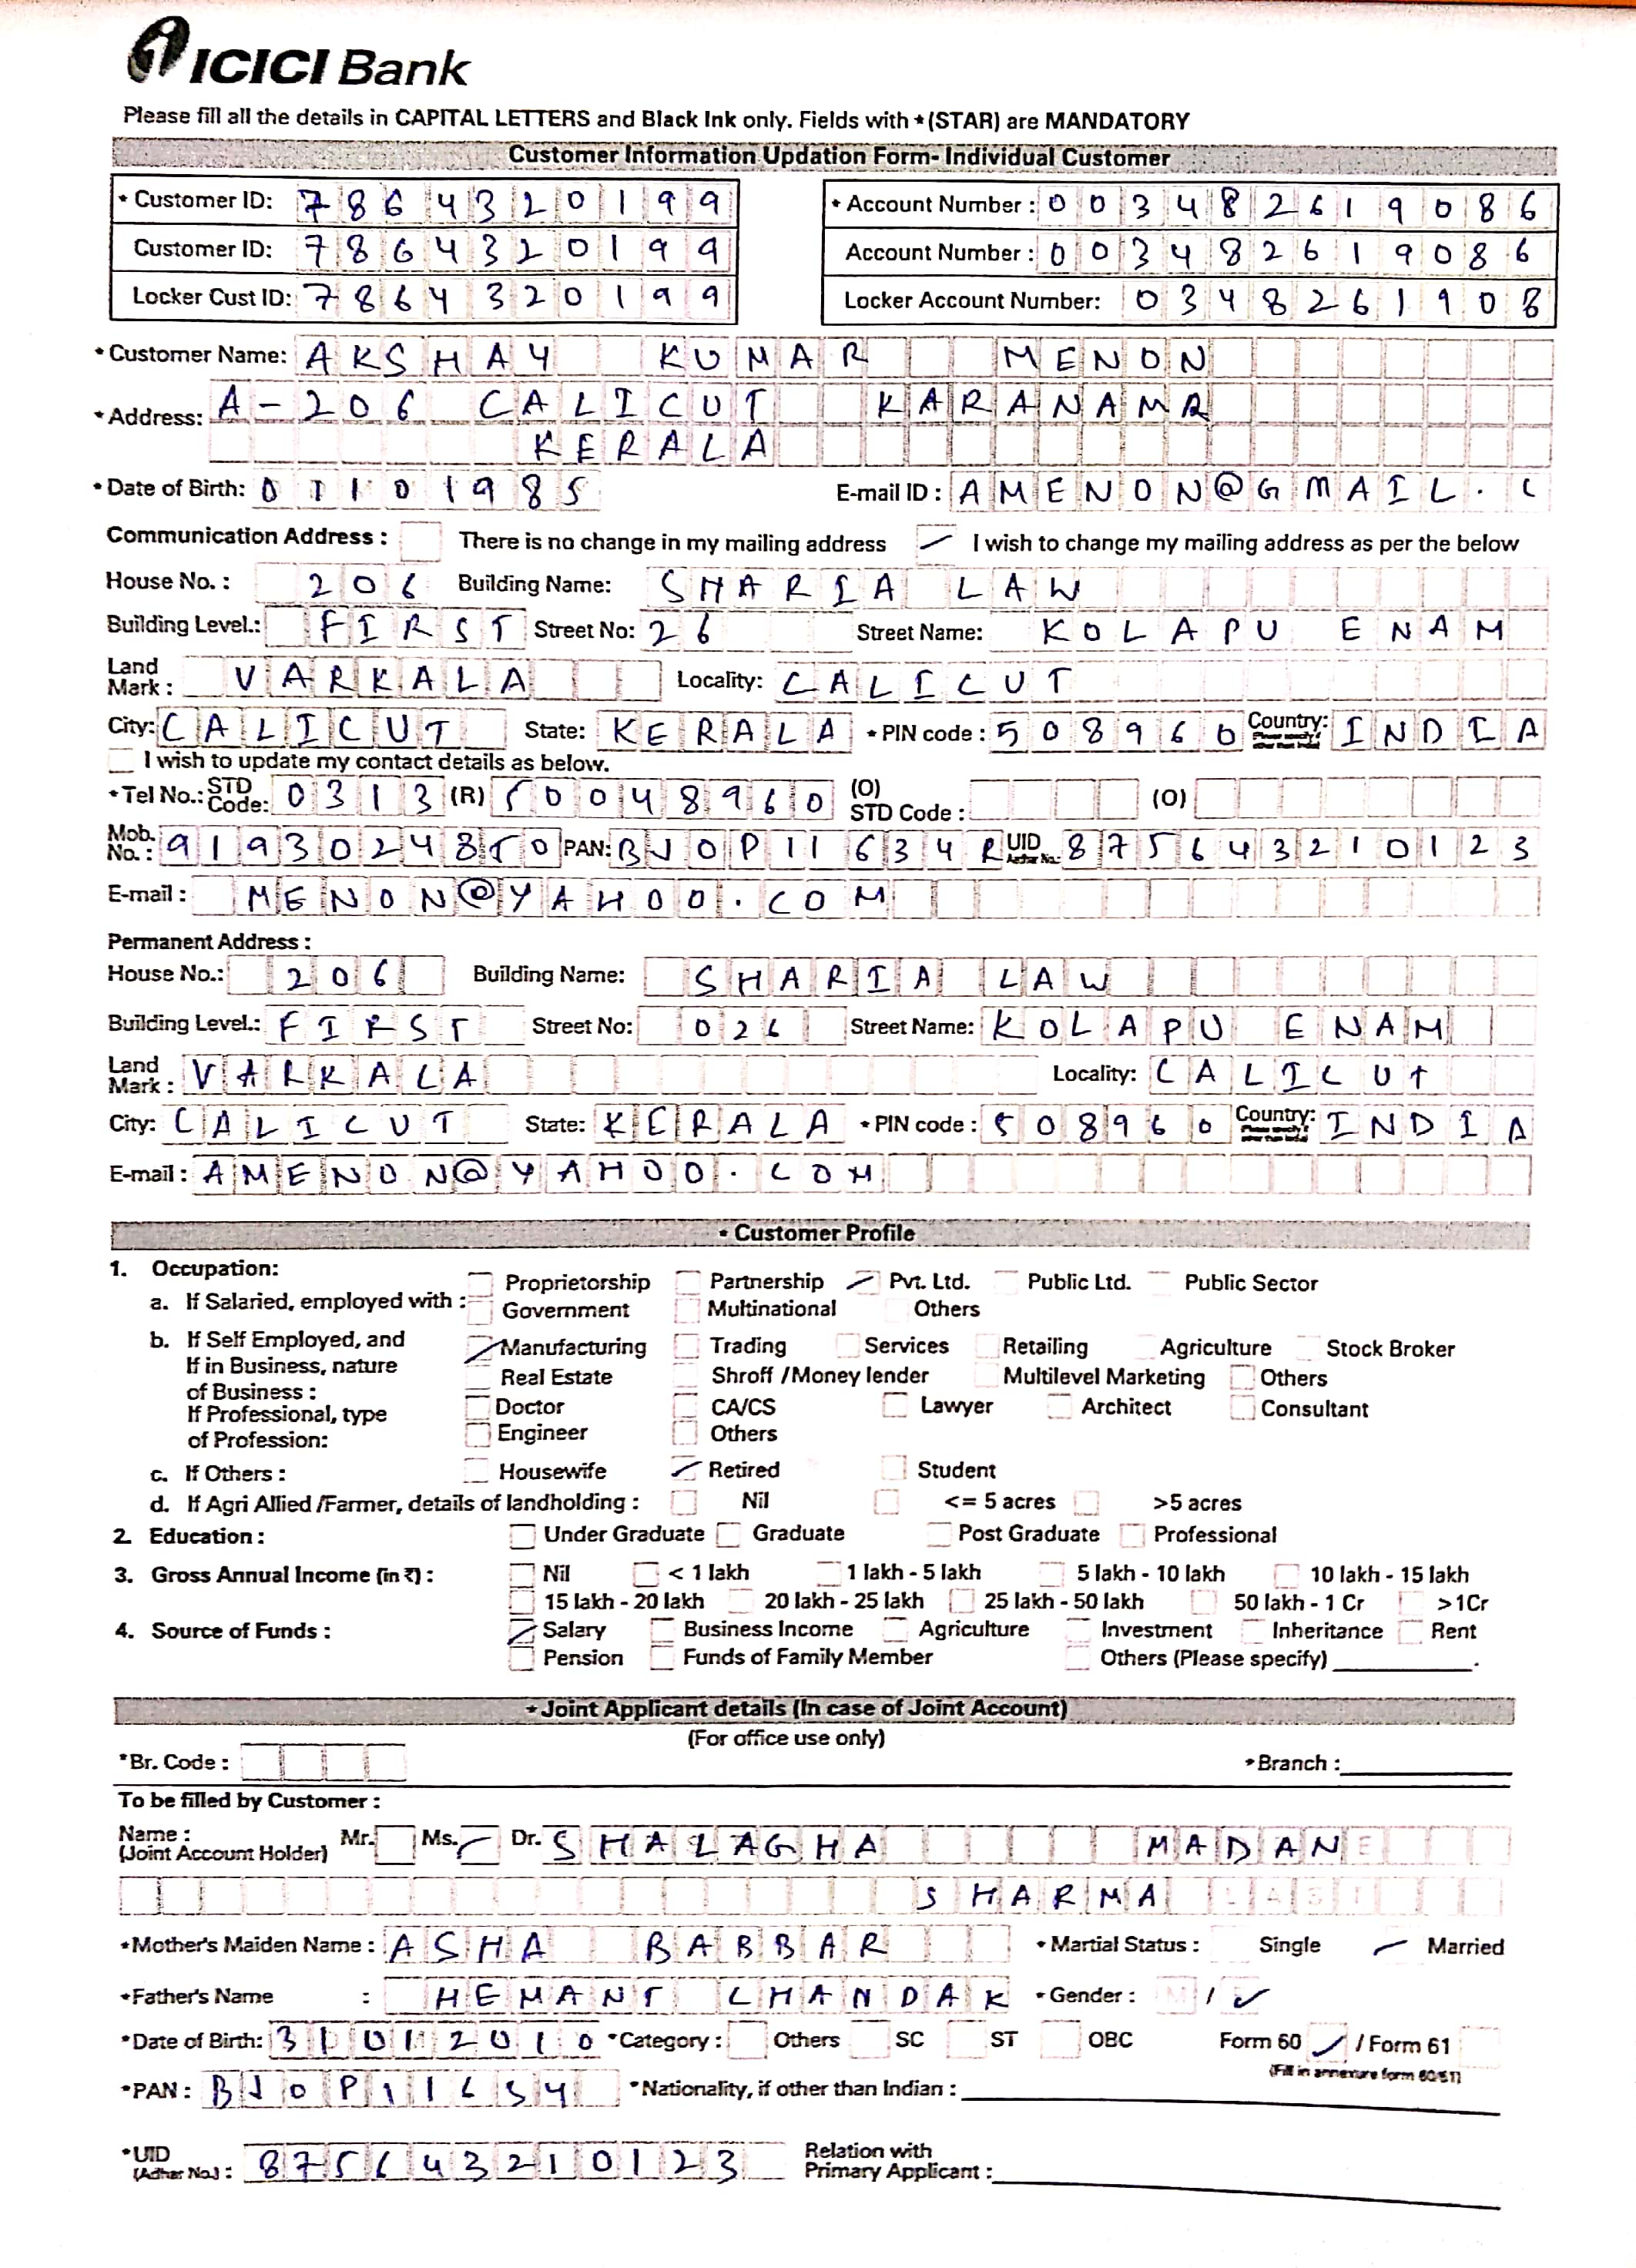 ICICI Bank
Please fill all the details in CAPITAL LETTERS and Black Ink only. Fields with *(STAR) are MANDATORY
Customer Information Updation Form- Individual Customer
* Customer ID: 7864320199 * Account Number : 003482619086
Customer ID: 7864320199 Account Number : 003482619086
Locker Cust ID: 7864320199 Locker Account Number: 0348261908
* Customer Name: AKSHAY KUMAR MENON
* Address: A-206 CALICUT KARANAMA
KERALA
* Date of Birth: 01101985 E-mail ID : AMENON@GMAIL.C
Communication Address : There is no change in my mailing address I wish to change my mailing address as per the below
House No. : 206 Building Name: SHARIA LAW
Building Level.: FIRST Street No: 26 Street Name: KOLAPU ENAM
Land Mark : VARKALA Locality: CALICUT
City: CALICUT State: KERALA * PIN code : 508960 Country: INDIA
I wish to update my contact details as below.
*Tel No.: STD Code: 0313 (R) 50048960 (O) STD Code : (O)
Mob. No. : 9193024850 PAN: BJOP11634R UID Adhar No.: 875643210123
E-mail : MENON@YAHOO.COM
Permanent Address :
House No.: 206 Building Name: SHARIA LAW
Building Level.: FIRST Street No: 026 Street Name: KOLAPU ENAM
Land Mark : VARKALA Locality: CALICUT
City: CALICUT State: KERALA * PIN code : 508960 Country: INDIA
E-mail : AMENON@YAHOO.COM
* Customer Profile
1. Occupation:
a. If Salaried, employed with : Proprietorship Partnership Pvt. Ltd. Public Ltd. Public Sector
Government Multinational Others
b. If Self Employed, and If in Business, nature of Business : Manufacturing Trading Services Retailing Agriculture Stock Broker
Real Estate Shroff /Money lender Multilevel Marketing Others
If Professional, type of Profession: Doctor CA/CS Lawyer Architect Consultant
Engineer Others
c. If Others : Housewife Retired Student
d. If Agri Allied /Farmer, details of landholding : Nil <= 5 acres >5 acres
2. Education : Under Graduate Graduate Post Graduate Professional
3. Gross Annual Income (in ₹) : Nil < 1 lakh 1 lakh - 5 lakh 5 lakh - 10 lakh 10 lakh - 15 lakh
15 lakh - 20 lakh 20 lakh - 25 lakh 25 lakh - 50 lakh 50 lakh - 1 Cr >1Cr
4. Source of Funds : Salary Business Income Agriculture Investment Inheritance Rent
Pension Funds of Family Member Others (Please specify)
* Joint Applicant details (In case of Joint Account)
(For office use only)
*Br. Code : * Branch :
To be filled by Customer :
Name : (Joint Account Holder) Mr. Ms. Dr. SHALAGHA MADAN
SHARMA
*Mother's Maiden Name : ASHA BABBAR * Martial Status : Single Married
*Father's Name : HEMANT CHANDAK * Gender : M /
*Date of Birth: 31012010 *Category : Others SC ST OBC Form 60 / Form 61
(Fill in annexure form 60/61)
*PAN : BJOP11654 *Nationality, if other than Indian :
*UID (Adhar No.) : 875643210123 Relation with Primary Applicant :